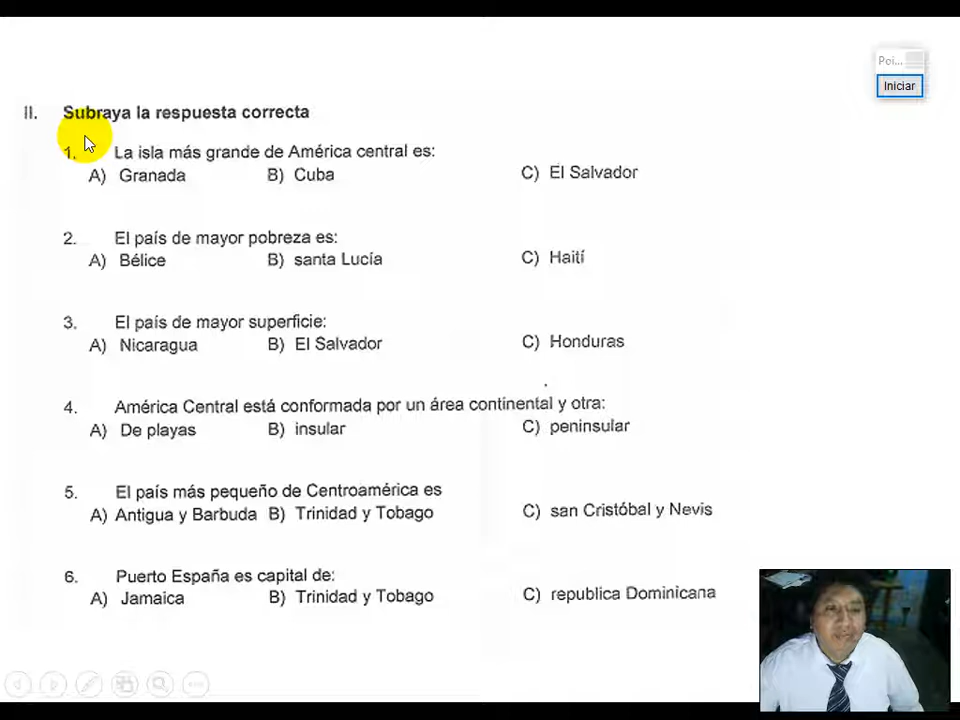 Poi...
Iniciar
II. Subraya la respuesta correcta
1. La isla más grande de América central es:
A) Granada B) Cuba C) El Salvador
2. El país de mayor pobreza es:
A) Bélice B) santa Lucía C) Haití
3. El país de mayor superficie:
A) Nicaragua B) El Salvador C) Honduras
4. América Central está conformada por un área continental y otra:
A) De playas B) insular C) peninsular
5. El país más pequeño de Centroamérica es
A) Antigua y Barbuda B) Trinidad y Tobago C) san Cristóbal y Nevis
6. Puerto España es capital de:
A) Jamaica B) Trinidad y Tobago C) republica Dominicana